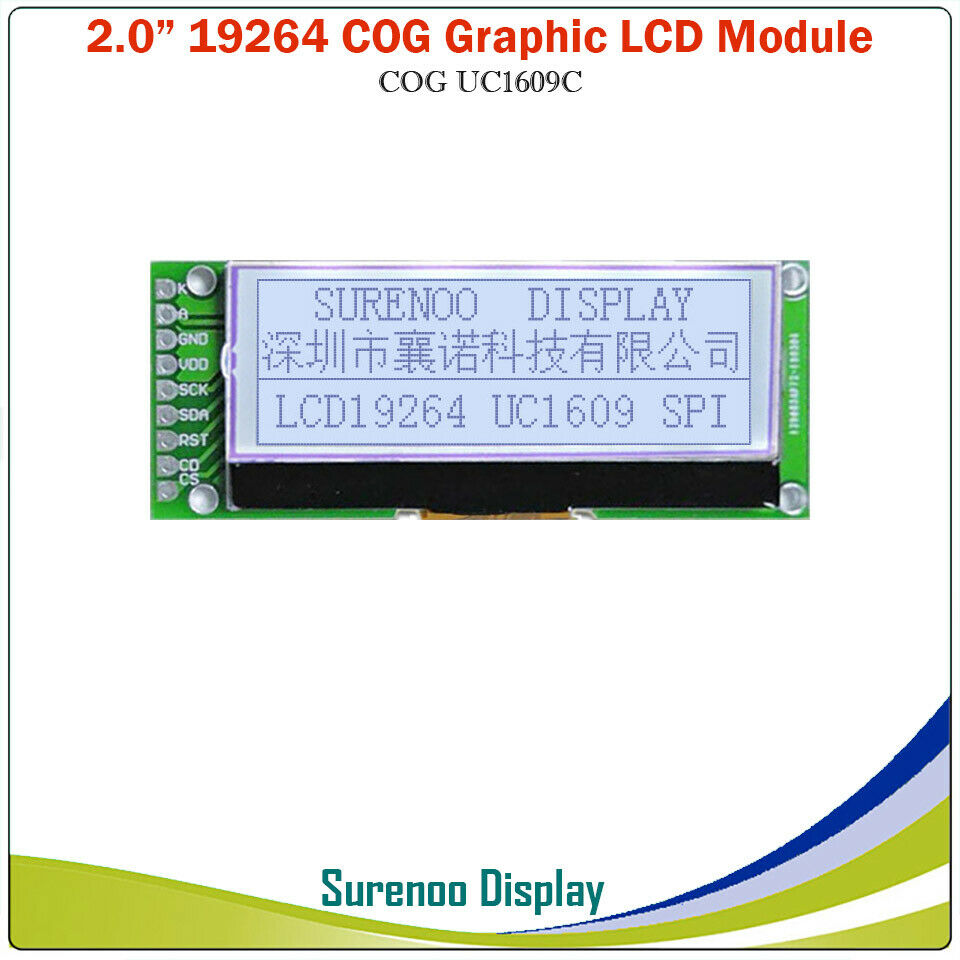 2.0” 19264 COG Graphic LCD Module
COG UC1609C
K
A
GND
VDD
SCK
SDA
RST
CD
CS
SURENOO DISPLAY
深圳市襄诺科技有限公司
LCD19264 UC1609 SPI
Surenoo Display